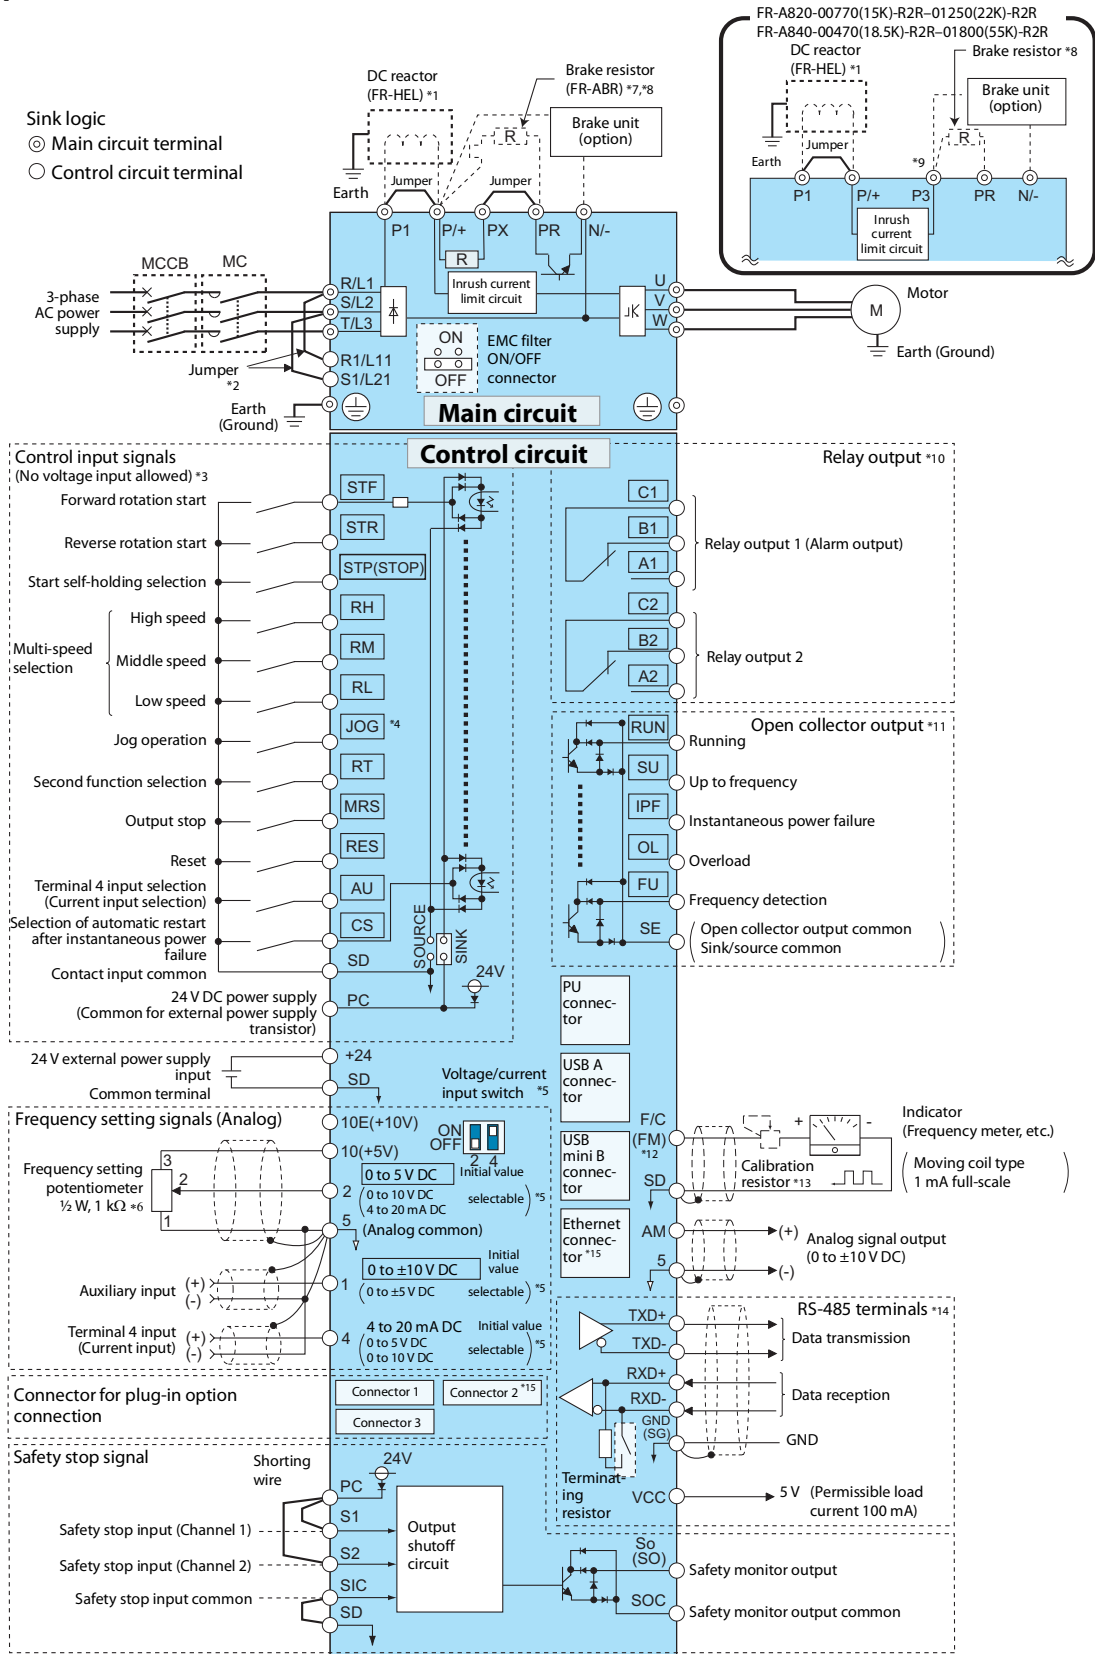 FR-A820-00770(15K)-R2R–01250(22K)-R2R
FR-A840-00470(18.5K)-R2R–01800(55K)-R2R
DC reactor
(FR-HEL) *1
Brake resistor *8
Brake unit
(option)
R
Earth
Jumper
*9
P1
P/+
P3
PR
N/-
Inrush
current
limit circuit
Sink logic
Main circuit terminal
Control circuit terminal
DC reactor
(FR-HEL) *1
Brake resistor
(FR-ABR) *7,*8
Brake unit
(option)
R
Earth
Jumper
Jumper
P1
P/+
PX
PR
N/-
R
Inrush current
limit circuit
MCCB
MC
3-phase
AC power
supply
R/L1
S/L2
T/L3
R1/L11
S1/L21
Jumper
*2
Earth
(Ground)
U
V
W
M
Motor
Earth (Ground)
ON
OFF
EMC filter
ON/OFF
connector
Main circuit
Control circuit
Control input signals
(No voltage input allowed) *3
Forward rotation start
STF
Reverse rotation start
STR
Start self-holding selection
STP(STOP)
Multi-speed
selection
High speed
RH
Middle speed
RM
Low speed
RL
Jog operation
JOG *4
Second function selection
RT
Output stop
MRS
Reset
RES
Terminal 4 input selection
(Current input selection)
AU
Selection of automatic restart
after instantaneous power
failure
CS
Contact input common
SD
SOURCE
SINK
24V
24 V DC power supply
(Common for external power supply
transistor)
PC
Relay output *10
C1
B1
A1
Relay output 1 (Alarm output)
C2
B2
A2
Relay output 2
Open collector output *11
RUN
Running
SU
Up to frequency
IPF
Instantaneous power failure
OL
Overload
FU
Frequency detection
SE
Open collector output common
Sink/source common
24 V external power supply
input
Common terminal
+24
SD
PU
connec-
tor
USB A
connec-
tor
USB
mini B
connec-
tor
Ethernet
connec-
tor *15
Voltage/current
input switch *5
ON
OFF
2 4
Frequency setting signals (Analog)
Frequency setting
potentiometer
½ W, 1 kΩ *6
3
2
1
10E(+10V)
10(+5V)
2
0 to 5 V DC
Initial value
0 to 10 V DC
4 to 20 mA DC
selectable *5
5
(Analog common)
Auxiliary input
(+)
(-)
1
0 to ±10 V DC
Initial
value
0 to ±5 V DC
selectable *5
Terminal 4 input
(Current input)
(+)
(-)
4
4 to 20 mA DC
Initial value
0 to 5 V DC
0 to 10 V DC
selectable *5
F/C
(FM)
*12
SD
+
-
Indicator
(Frequency meter, etc.)
Calibration
resistor *13
Moving coil type
1 mA full-scale
AM
5
(+)
(-)
Analog signal output
(0 to ±10 V DC)
RS-485 terminals *14
TXD+
TXD-
Data transmission
RXD+
RXD-
Data reception
GND
(SG)
GND
Terminat-
ing
resistor
VCC
5 V
(Permissible load
current 100 mA)
Connector for plug-in option
connection
Connector 1
Connector 2 *15
Connector 3
Safety stop signal
Shorting
wire
24V
PC
Safety stop input (Channel 1)
S1
Safety stop input (Channel 2)
S2
Safety stop input common
SIC
SD
Output
shutoff
circuit
So
(SO)
Safety monitor output
SOC
Safety monitor output common